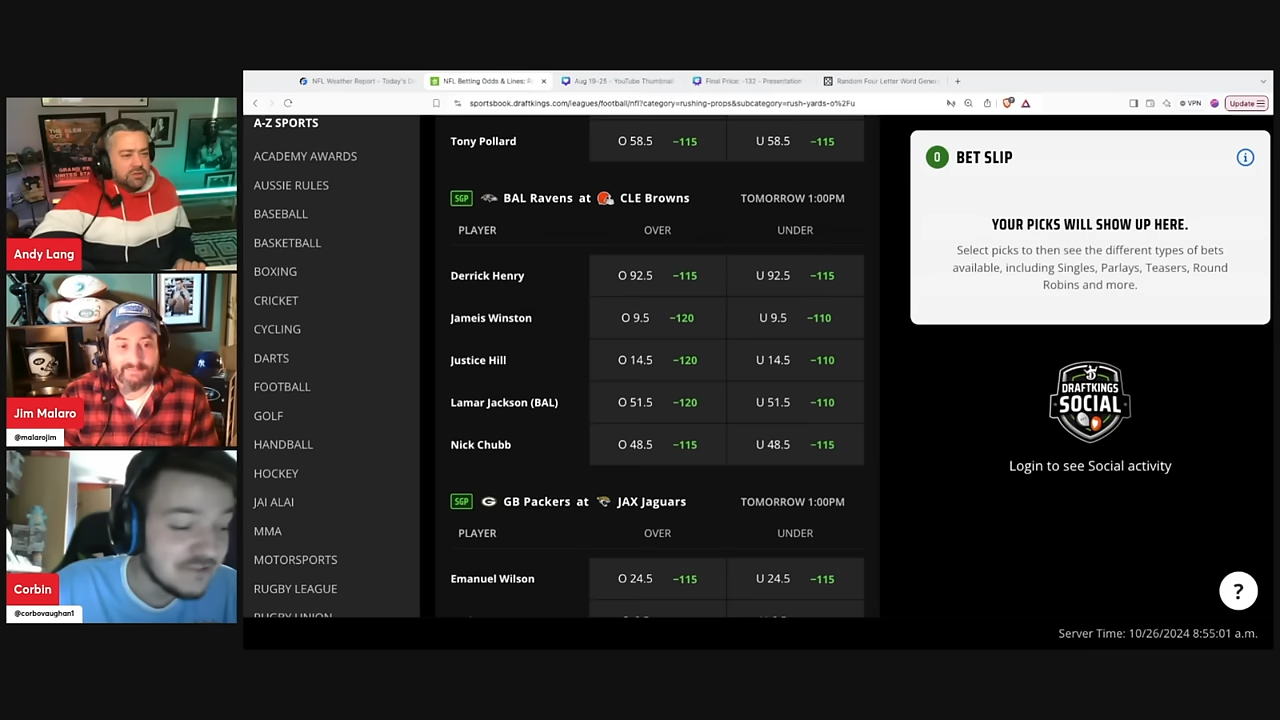 NFL Weather Report - Today's D
NFL Betting Odds & Lines:
Aug 19-25 - YouTube Thumbnail
Final Price: -132 - Presentation
Random Four Letter Word Gene
sportsbook.draftkings.com/leagues/football/nfl?category=rushing-props&subcategory=rush-yards-o%2Fu
VPN
Update
A-Z SPORTS
ACADEMY AWARDS
AUSSIE RULES
BASEBALL
BASKETBALL
BOXING
CRICKET
CYCLING
DARTS
FOOTBALL
GOLF
HANDBALL
HOCKEY
JAI ALAI
MMA
MOTORSPORTS
RUGBY LEAGUE
RUGBY UNION
Tony Pollard O 58.5 −115 U 58.5 −115
SGP BAL Ravens at CLE Browns TOMORROW 1:00PM
PLAYER OVER UNDER
Derrick Henry O 92.5 −115 U 92.5 −115
Jameis Winston O 9.5 −120 U 9.5 −110
Justice Hill O 14.5 −120 U 14.5 −110
Lamar Jackson (BAL) O 51.5 −120 U 51.5 −110
Nick Chubb O 48.5 −115 U 48.5 −115
SGP GB Packers at JAX Jaguars TOMORROW 1:00PM
PLAYER OVER UNDER
Emanuel Wilson O 24.5 −115 U 24.5 −115
0 BET SLIP
YOUR PICKS WILL SHOW UP HERE.
Select picks to then see the different types of bets
available, including Singles, Parlays, Teasers, Round
Robins and more.
DRAFTKINGS
SOCIAL
Login to see Social activity
?
Server Time: 10/26/2024 8:55:01 a.m.
Andy Lang
Jim Malaro
@malarojim
Corbin
@corbovaughan1